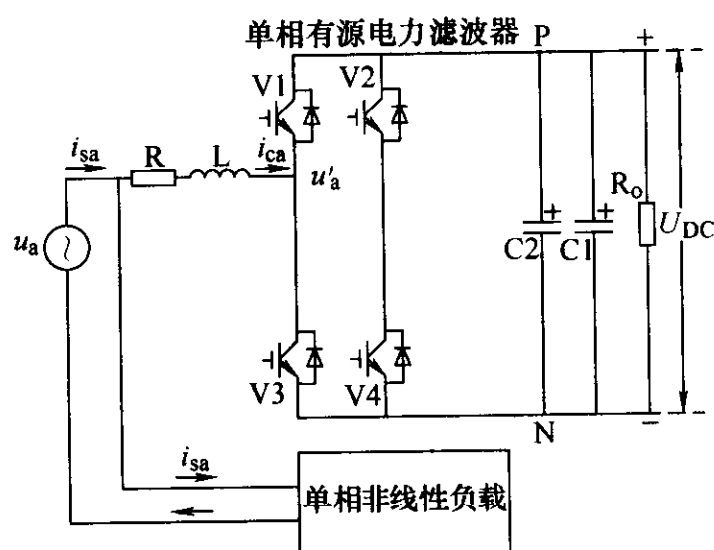 单相有源电力滤波器
P
+
V1
V2
i_sa
R
L
i_ca
u'_a
R_o
u_a
C2
C1
U_DC
V3
V4
N
−
i_sa
单相非线性负载